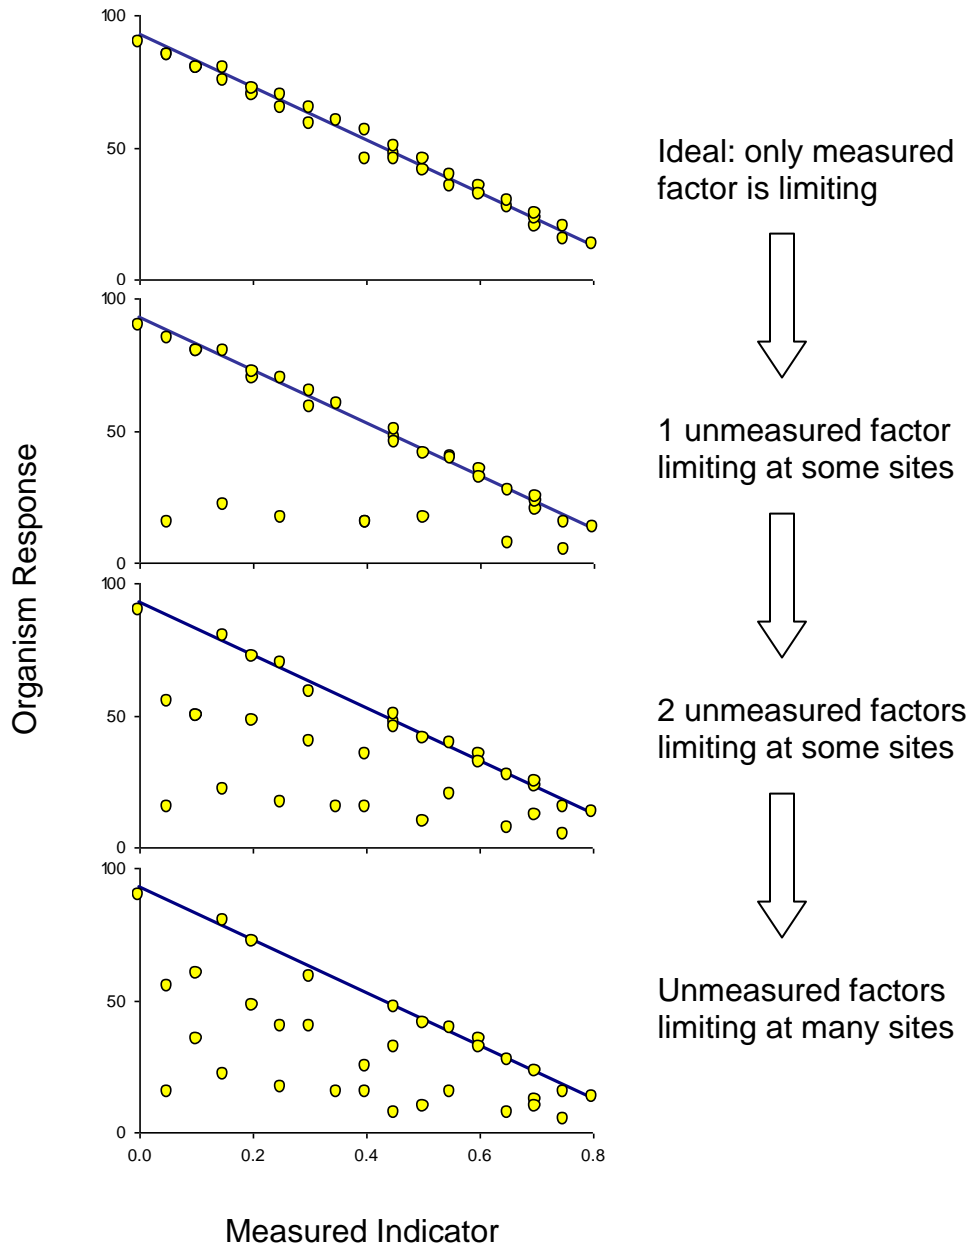 100
50
0
Ideal: only measured
factor is limiting
100
50
0
1 unmeasured factor
limiting at some sites
100
50
0
2 unmeasured factors
limiting at some sites
100
50
0
Unmeasured factors
limiting at many sites
0.0 0.2 0.4 0.6 0.8
Organism Response
Measured Indicator